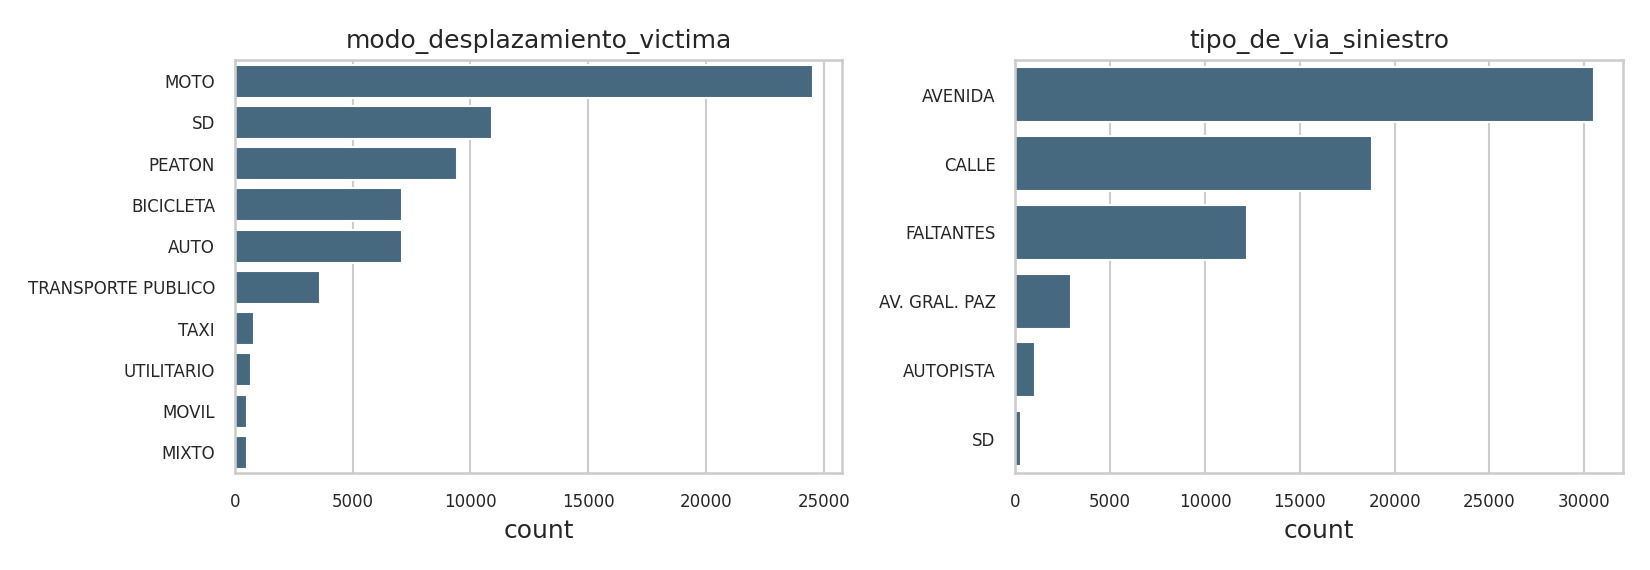 modo_desplazamiento_victima
MOTO
SD
PEATON
BICICLETA
AUTO
TRANSPORTE PUBLICO
TAXI
UTILITARIO
MOVIL
MIXTO
0 5000 10000 15000 20000 25000
count
tipo_de_via_siniestro
AVENIDA
CALLE
FALTANTES
AV. GRAL. PAZ
AUTOPISTA
SD
0 5000 10000 15000 20000 25000 30000
count